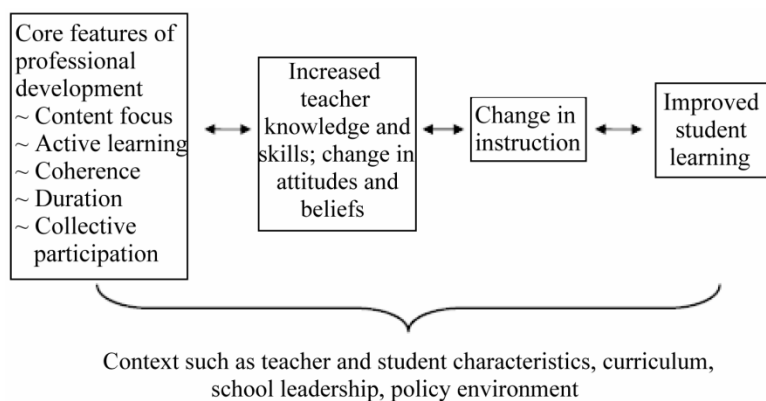 Core features of
professional
development
~ Content focus
~ Active learning
~ Coherence
~ Duration
~ Collective
participation
Increased
teacher
knowledge and
skills; change in
attitudes and
beliefs
Change in
instruction
Improved
student
learning
Context such as teacher and student characteristics, curriculum,
school leadership, policy environment